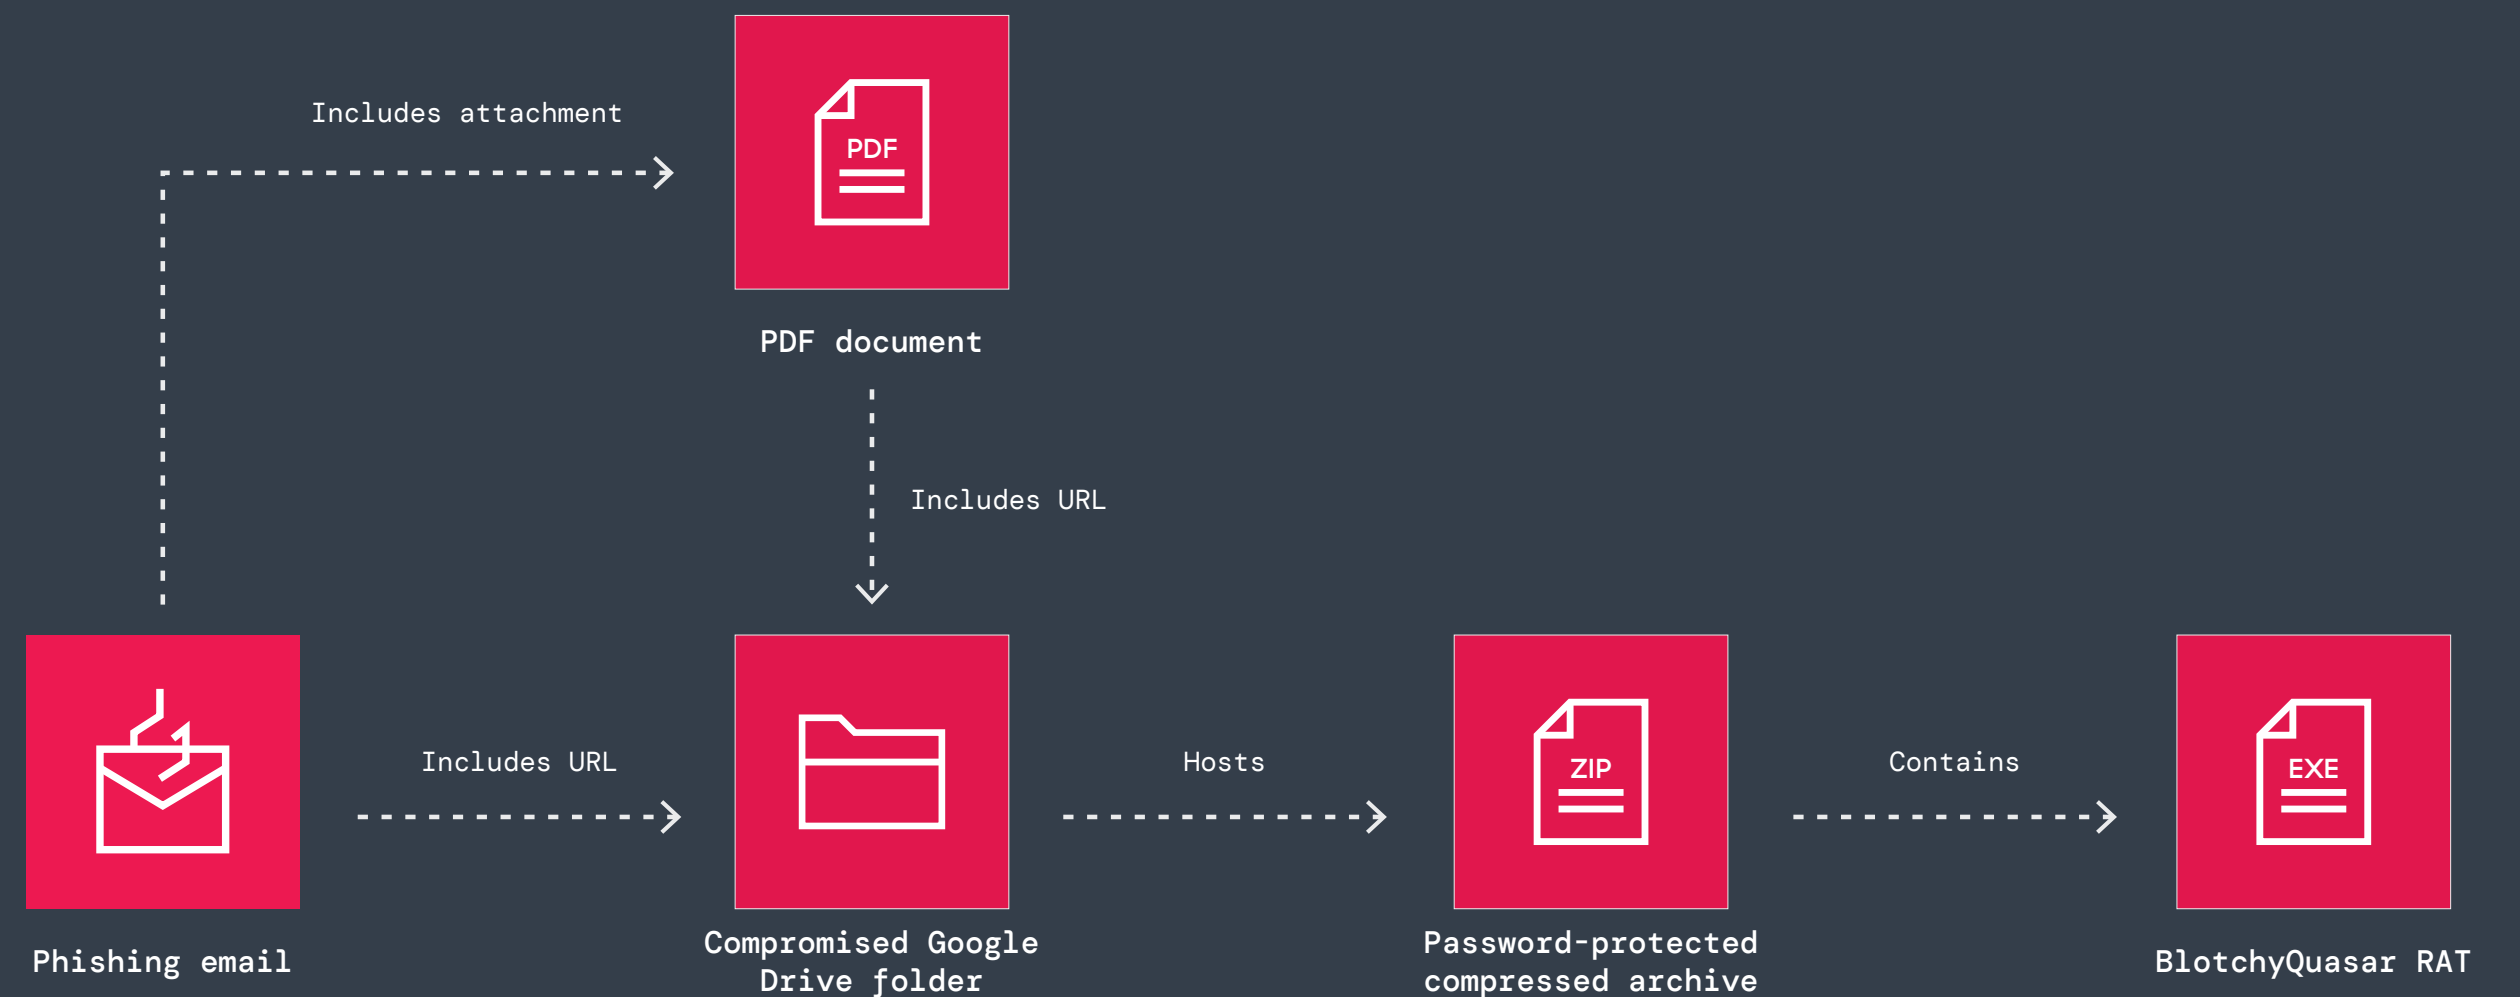 Includes attachment
PDF
PDF document
Includes URL
Includes URL
Hosts
ZIP
Contains
EXE
Phishing email
Compromised Google
Drive folder
Password-protected
compressed archive
BlotchyQuasar RAT